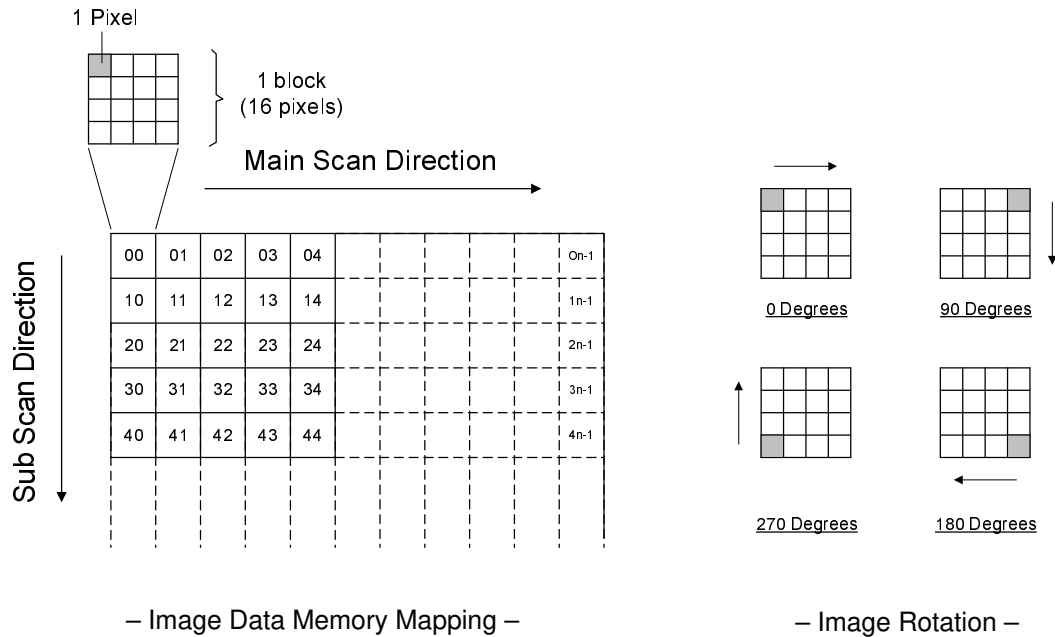 1 Pixel
1 block
(16 pixels)
Main Scan Direction
Sub Scan Direction
00 01 02 03 04 On-1
10 11 12 13 14 1n-1
20 21 22 23 24 2n-1
30 31 32 33 34 3n-1
40 41 42 43 44 4n-1
– Image Data Memory Mapping –
0 Degrees
90 Degrees
270 Degrees
180 Degrees
– Image Rotation –